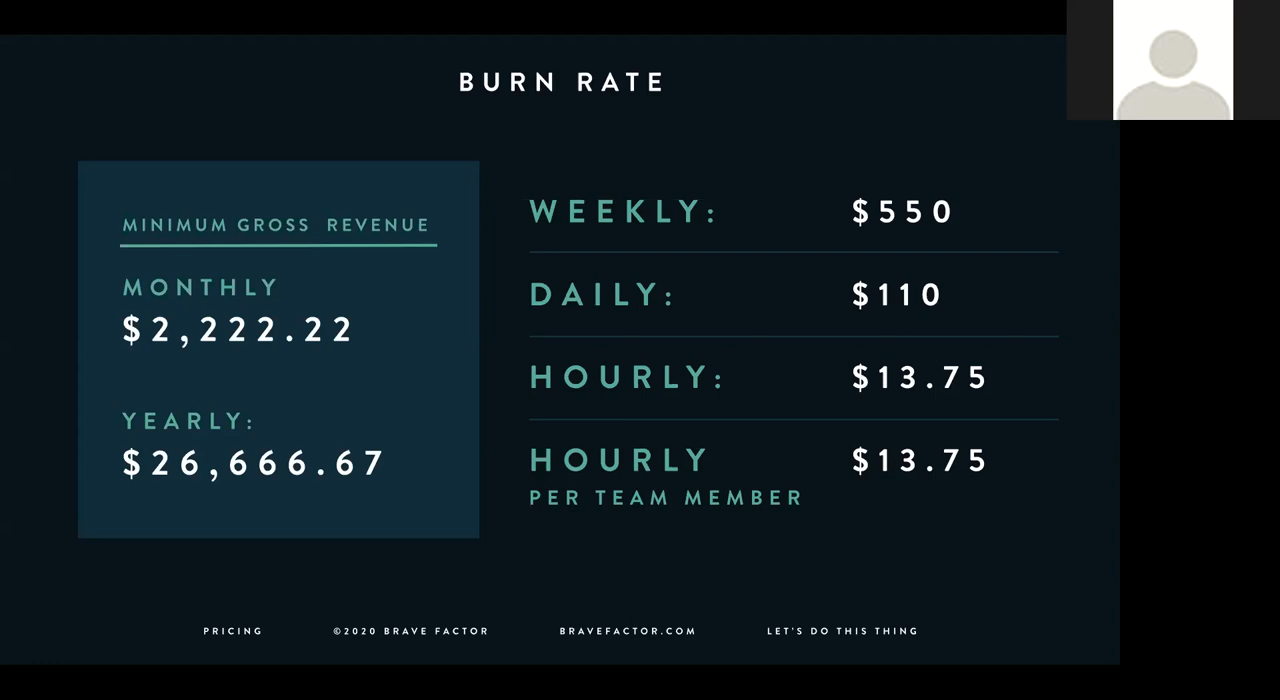 BURN RATE
MINIMUM GROSS REVENUE
MONTHLY
$2,222.22
YEARLY:
$26,666.67
WEEKLY: $550
DAILY: $110
HOURLY: $13.75
HOURLY $13.75
PER TEAM MEMBER
PRICING ©2020 BRAVE FACTOR BRAVEFACTOR.COM LET'S DO THIS THING